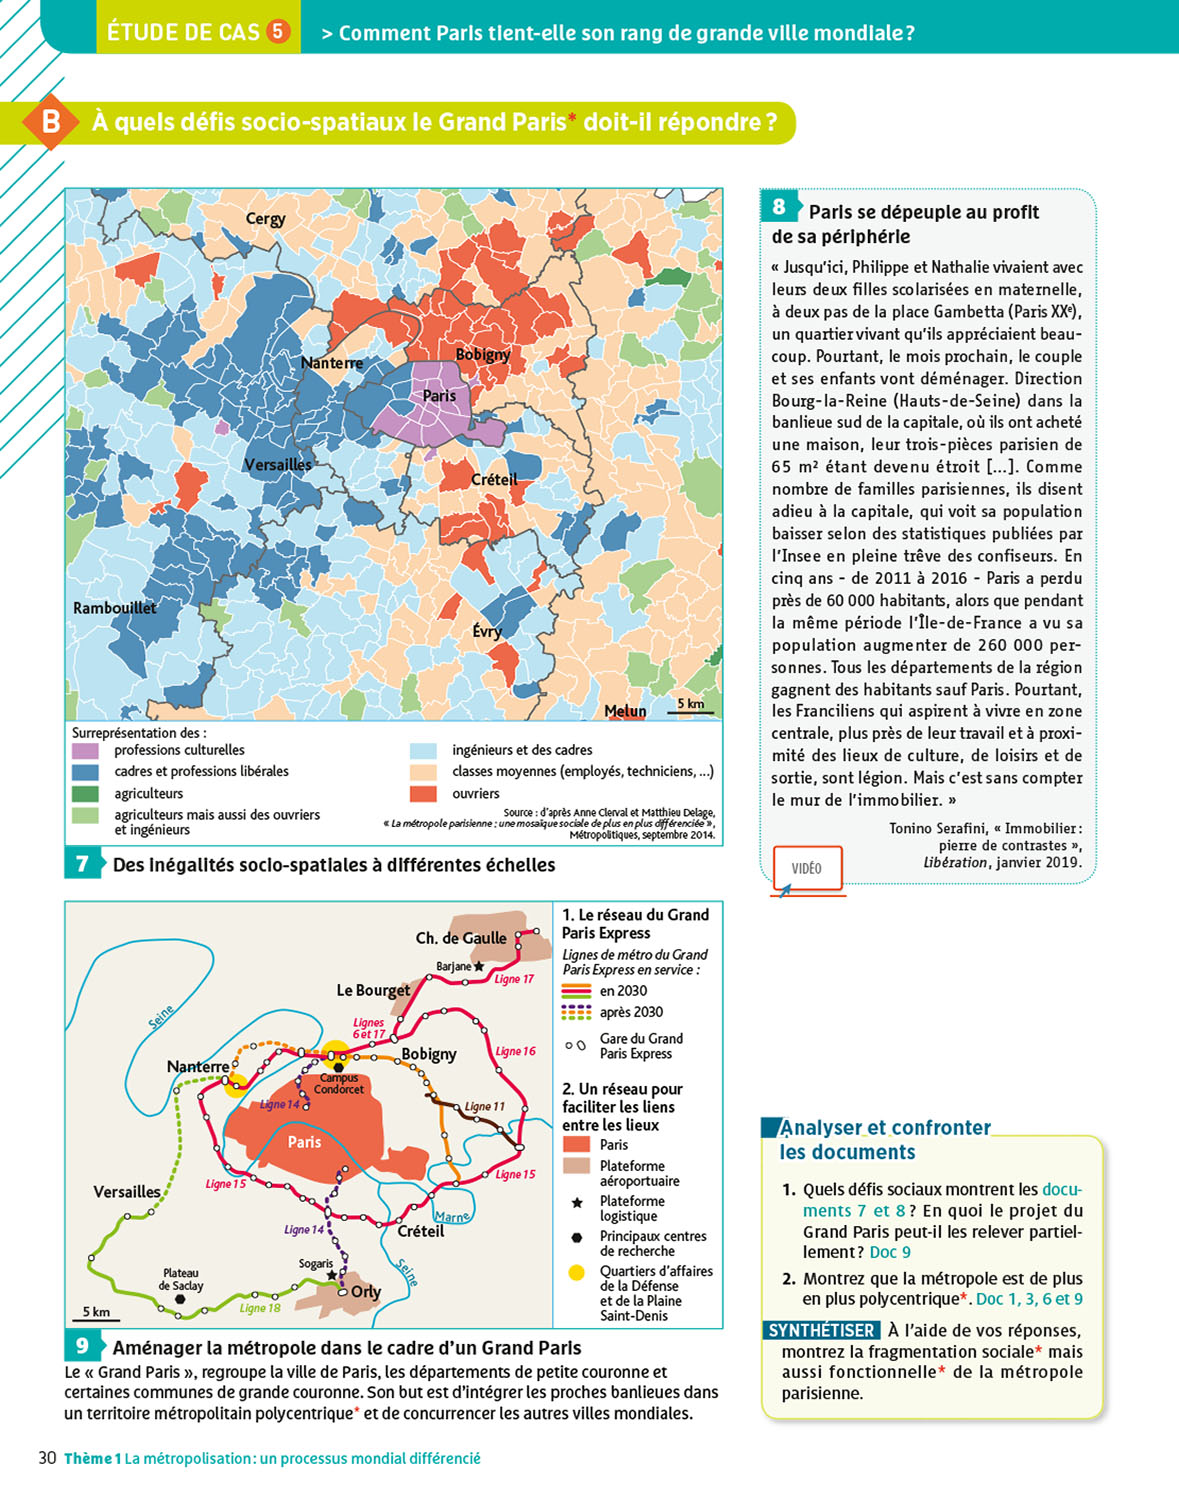 ÉTUDE DE CAS 5
> Comment Paris tient-elle son rang de grande ville mondiale ?
B À quels défis socio-spatiaux le Grand Paris* doit-il répondre ?
Cergy
Nanterre
Bobigny
Paris
Versailles
Créteil
Rambouillet
Évry
Melun
5 km
Surreprésentation des :
professions culturelles
cadres et professions libérales
agriculteurs
agriculteurs mais aussi des ouvriers
et ingénieurs
ingénieurs et des cadres
classes moyennes (employés, techniciens, ...)
ouvriers
Source : d'après Anne Clerval et Matthieu Delage,
« La métropole parisienne ; une mosaïque sociale de plus en plus différenciée »,
Métropolitiques, septembre 2014.
7 Des inégalités socio-spatiales à différentes échelles
8 Paris se dépeuple au profit
de sa périphérie
« Jusqu'ici, Philippe et Nathalie vivaient avec
leurs deux filles scolarisées en maternelle,
à deux pas de la place Gambetta (Paris XXe),
un quartier vivant qu'ils appréciaient beau-
coup. Pourtant, le mois prochain, le couple
et ses enfants vont déménager. Direction
Bourg-la-Reine (Hauts-de-Seine) dans la
banlieue sud de la capitale, où ils ont acheté
une maison, leur trois-pièces parisien de
65 m² étant devenu étroit [...]. Comme
nombre de familles parisiennes, ils disent
adieu à la capitale, qui voit sa population
baisser selon des statistiques publiées par
l'Insee en pleine trêve des confiseurs. En
cinq ans - de 2011 à 2016 - Paris a perdu
près de 60 000 habitants, alors que pendant
la même période l'Île-de-France a vu sa
population augmenter de 260 000 per-
sonnes. Tous les départements de la région
gagnent des habitants sauf Paris. Pourtant,
les Franciliens qui aspirent à vivre en zone
centrale, plus près de leur travail et à proxi-
mité des lieux de culture, de loisirs et de
sortie, sont légion. Mais c'est sans compter
le mur de l'immobilier. »
Tonino Serafini, « Immobilier :
pierre de contrastes »,
Libération, janvier 2019.
VIDÉO
Ch. de Gaulle
Barjane
Ligne 17
Le Bourget
Seine
Lignes
6 et 17
Nanterre
Bobigny
Ligne 16
Campus
Condorcet
Ligne 14
Ligne 11
Paris
Ligne 15
Ligne 15
Versailles
Marne
Ligne 14
Créteil
Sogaris
Seine
Plateau
de Saclay
Orly
Ligne 18
5 km
1. Le réseau du Grand
Paris Express
Lignes de métro du Grand
Paris Express en service :
en 2030
après 2030
Gare du Grand
Paris Express
2. Un réseau pour
faciliter les liens
entre les lieux
Paris
Plateforme
aéroportuaire
Plateforme
logistique
Principaux centres
de recherche
Quartiers d'affaires
de la Défense
et de la Plaine
Saint-Denis
9 Aménager la métropole dans le cadre d'un Grand Paris
Le « Grand Paris », regroupe la ville de Paris, les départements de petite couronne et
certaines communes de grande couronne. Son but est d'intégrer les proches banlieues dans
un territoire métropolitain polycentrique* et de concurrencer les autres villes mondiales.
Analyser et confronter
les documents
1. Quels défis sociaux montrent les docu-
ments 7 et 8 ? En quoi le projet du
Grand Paris peut-il les relever partiel-
lement ? Doc 9
2. Montrez que la métropole est de plus
en plus polycentrique*. Doc 1, 3, 6 et 9
SYNTHÉTISER À l'aide de vos réponses,
montrez la fragmentation sociale* mais
aussi fonctionnelle* de la métropole
parisienne.
30 Thème 1 La métropolisation : un processus mondial différencié